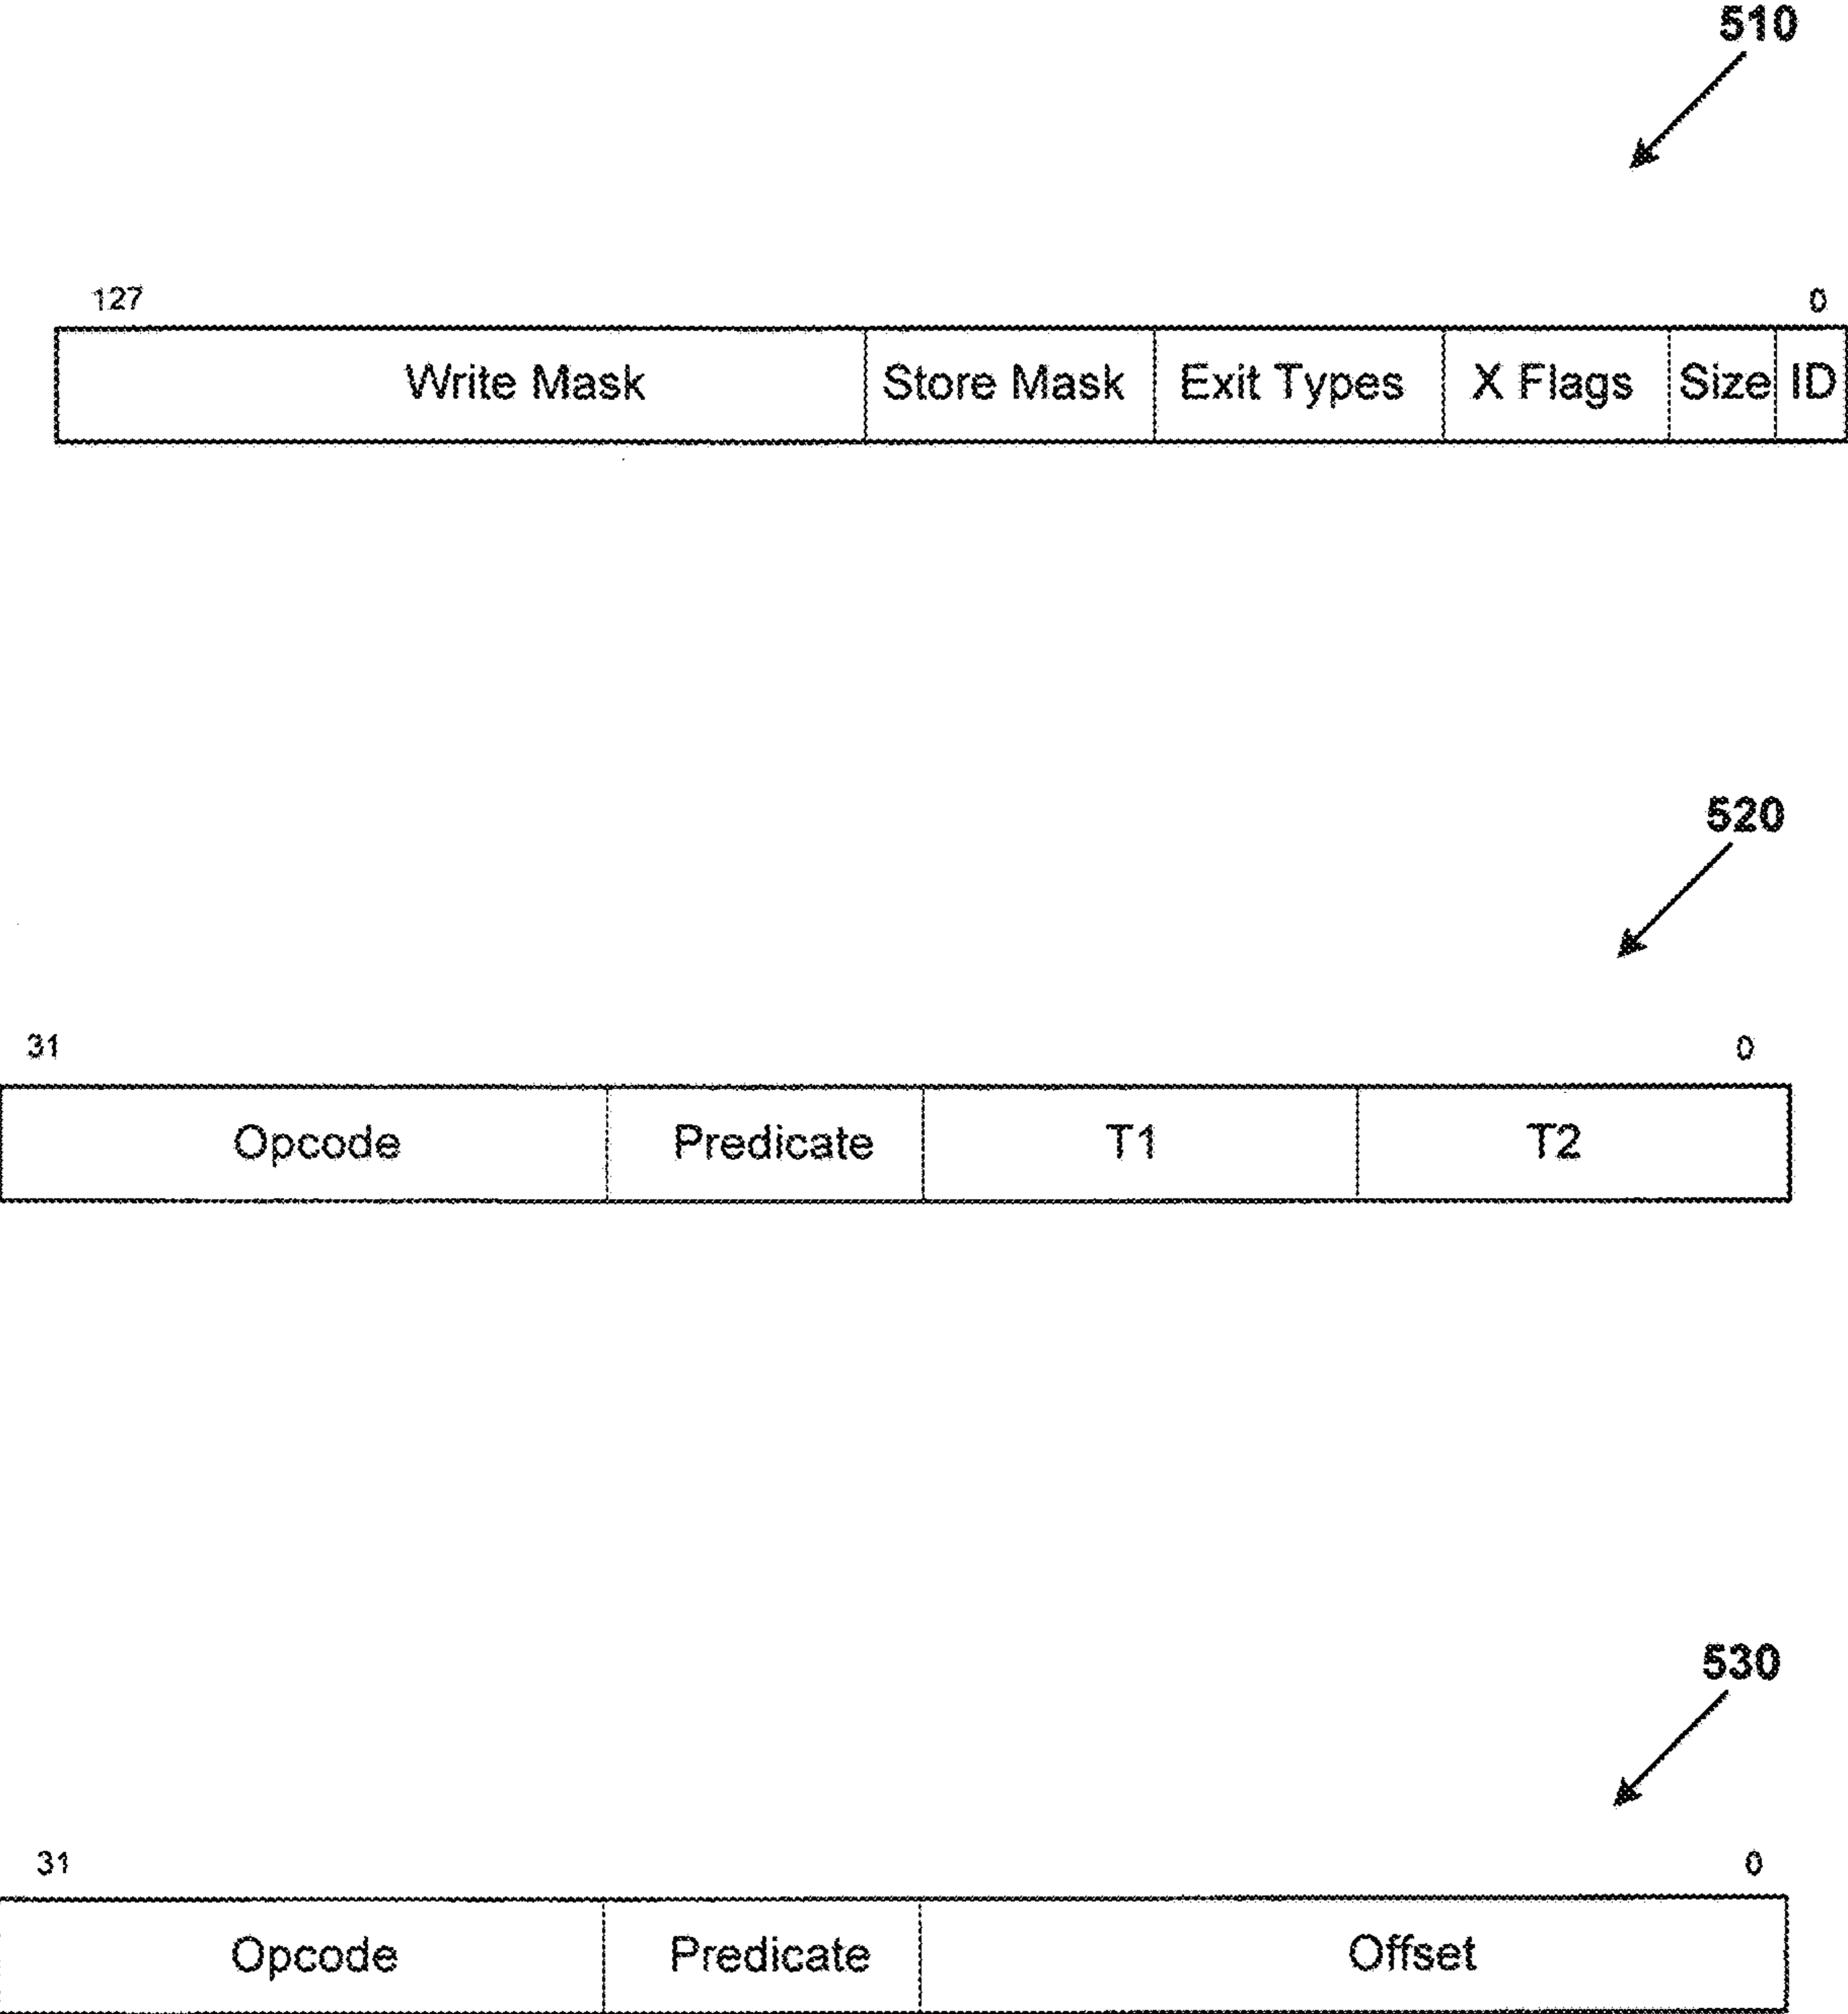 510
127 0
Write Mask Store Mask Exit Types X Flags Size ID
520
31 0
Opcode Predicate T1 T2
530
31 0
Opcode Predicate Offset